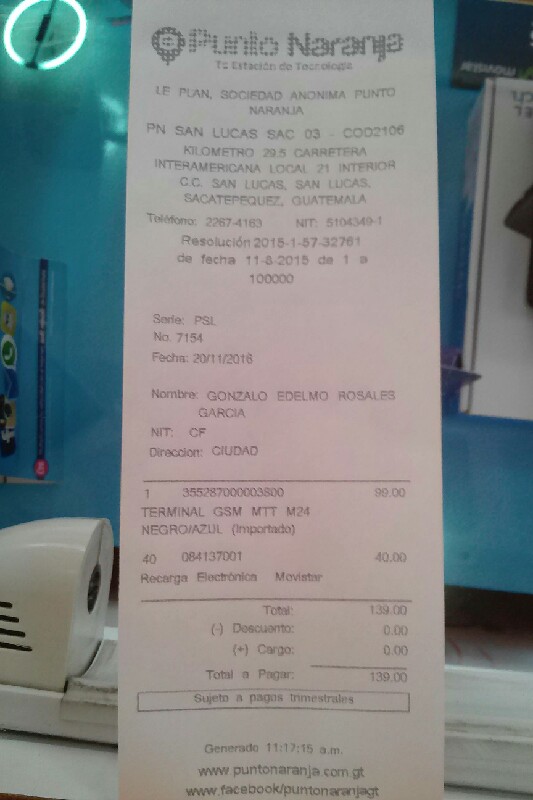 Punto Naranja
Tu Estación de Tecnología
LE PLAN, SOCIEDAD ANONIMA PUNTO
NARANJA
PN SAN LUCAS SAC 03 - COD2106
KILOMETRO 29.5 CARRETERA
INTERAMERICANA LOCAL 21 INTERIOR
C.C. SAN LUCAS, SAN LUCAS,
SACATEPEQUEZ, GUATEMALA
Teléfono: 2267-4163 NIT: 5104349-1
Resolución 2015-1-57-32761
de fecha 11-8-2015 de 1 a
100000
Serie: PSL
No. 7154
Fecha: 20/11/2016
Nombre: GONZALO EDELMO ROSALES
GARCIA
NIT: CF
Direccion: CIUDAD
1 355287000003800 99.00
TERMINAL GSM MTT M24
NEGRO/AZUL (Importado)
40 084137001 40.00
Recarga Electrónica Movistar
Total: 139.00
(-) Descuento: 0.00
(+) Cargo: 0.00
Total a Pagar: 139.00
Sujeto a pagos trimestrales
Generado 11:17:15 a.m.
www.puntonaranja.com.gt
www.facebook/puntonaranjagt
movistar